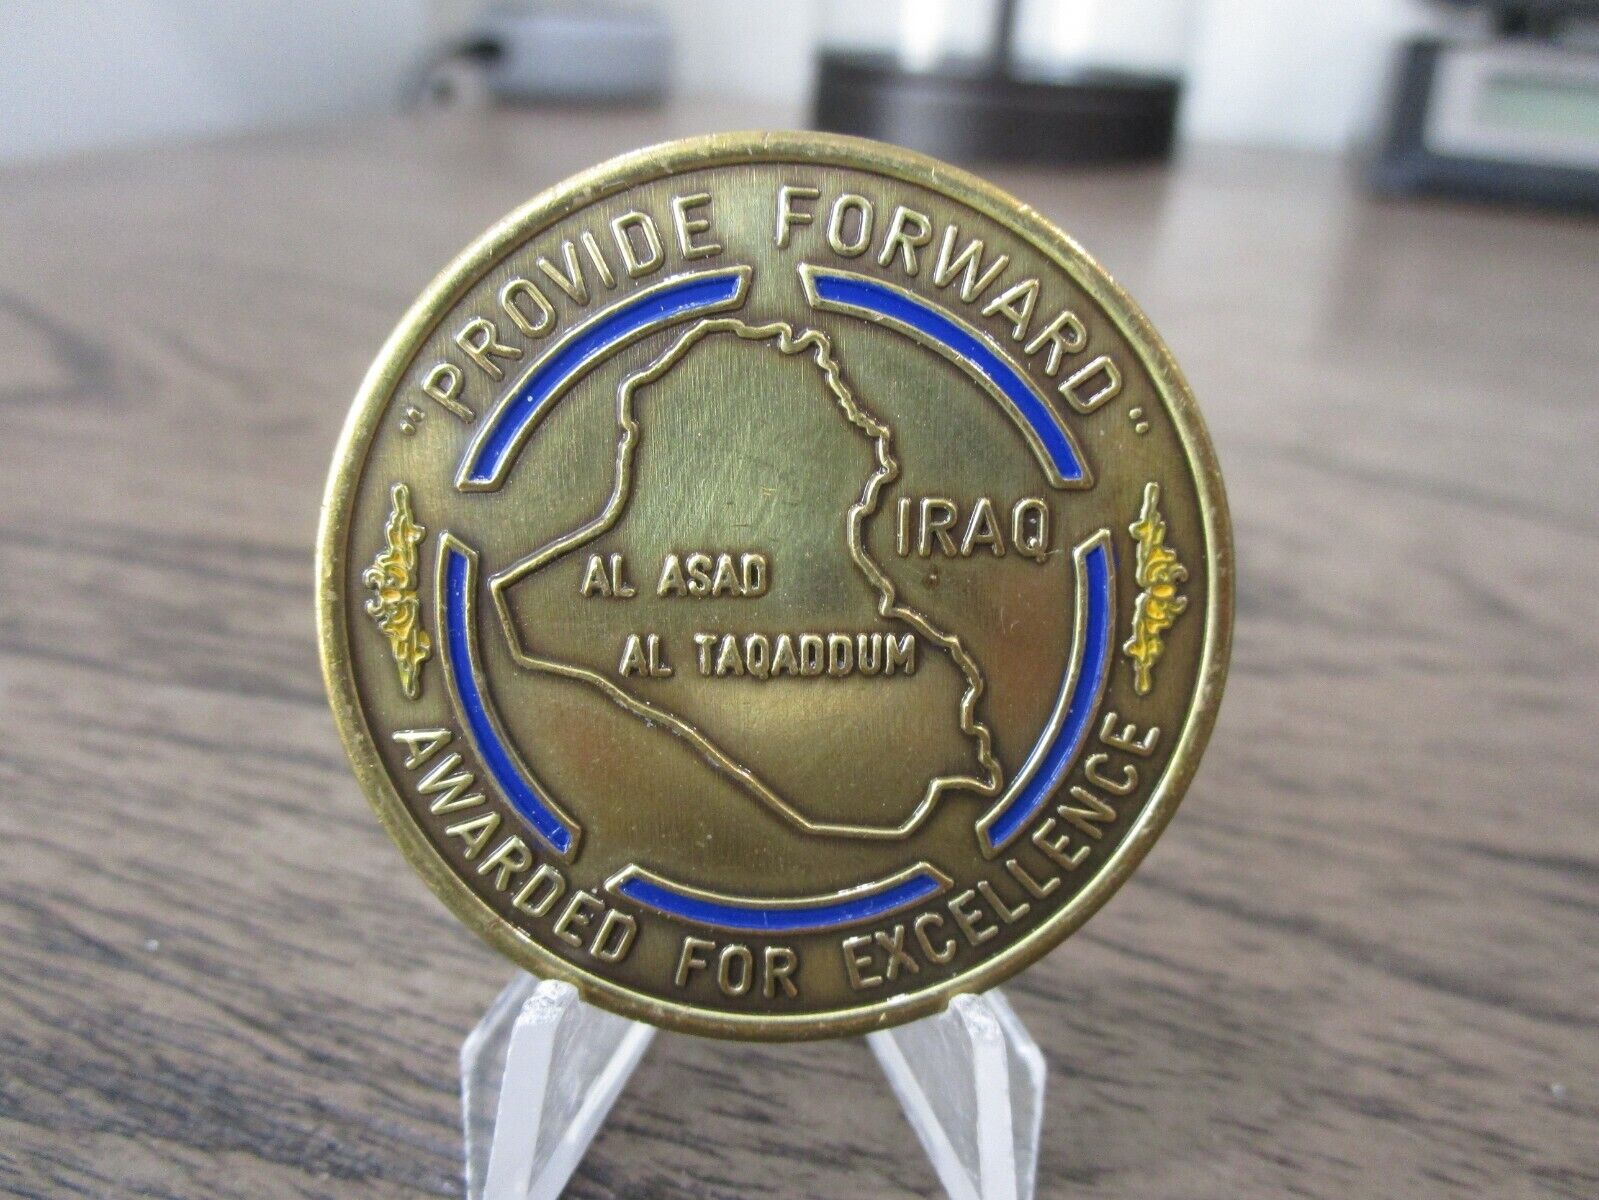 "PROVIDE FORWARD"
IRAQ
AL ASAD
AL TAQADDUM
AWARDED FOR EXCELLENCE